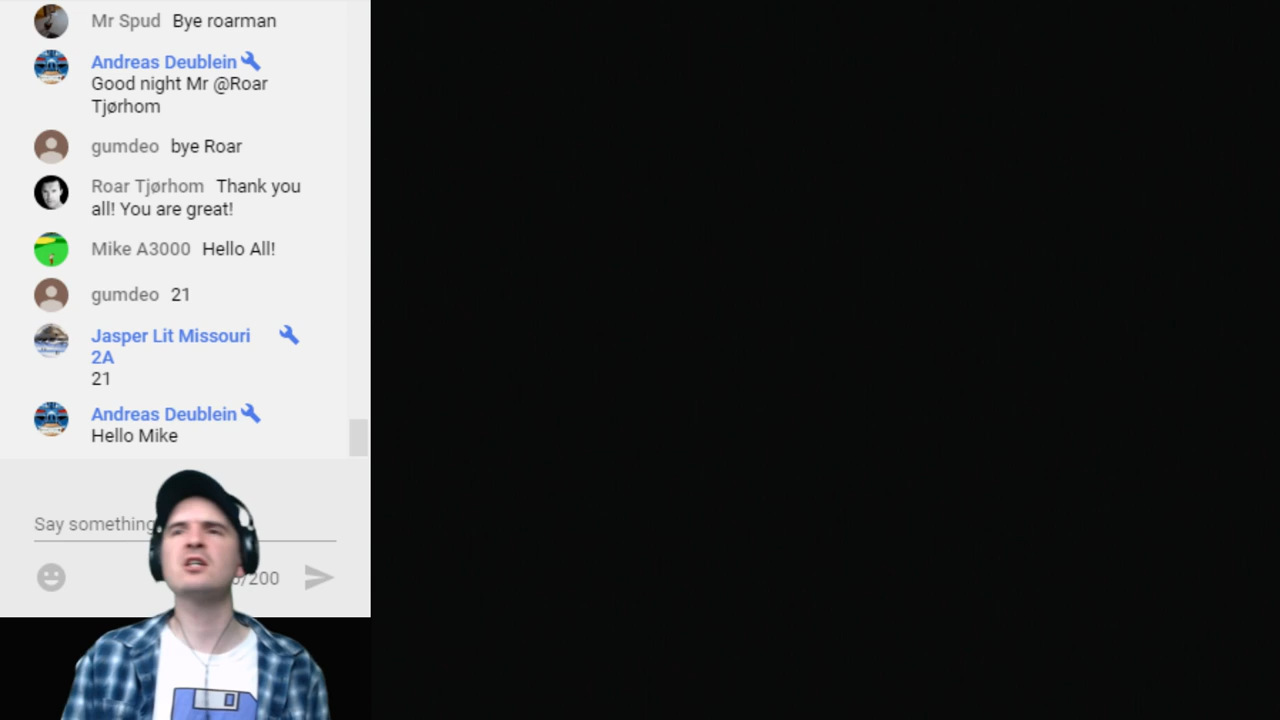 Mr Spud Bye roarman
Andreas Deublein
Good night Mr @Roar
Tjørhom
gumdeo bye Roar
Roar Tjørhom Thank you
all! You are great!
Mike A3000 Hello All!
gumdeo 21
Jasper Lit Missouri
2A
21
Andreas Deublein
Hello Mike
Say something
/200